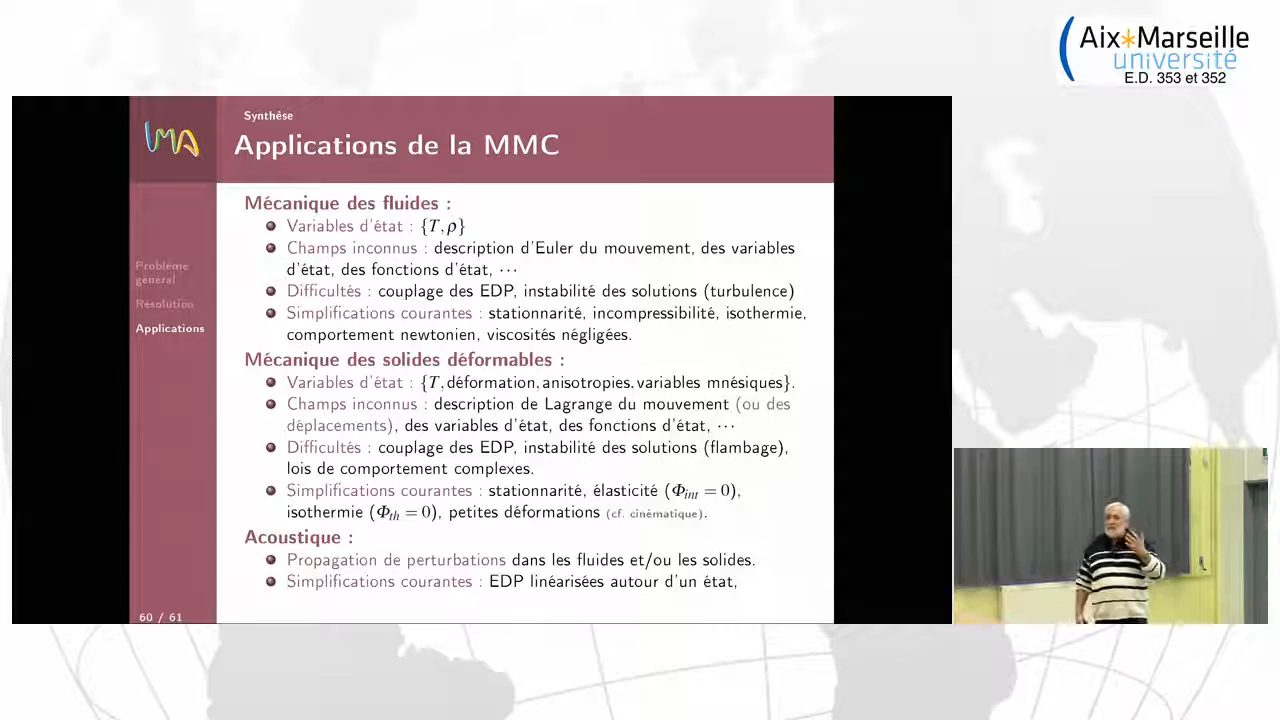 Aix*Marseille
université
E.D. 353 et 352
LMA
Synthèse
Applications de la MMC
Mécanique des fluides :
Variables d'état : {T, ρ}
Champs inconnus : description d'Euler du mouvement, des variables
d'état, des fonctions d'état, ···
Difficultés : couplage des EDP, instabilité des solutions (turbulence)
Simplifications courantes : stationnarité, incompressibilité, isothermie,
comportement newtonien, viscosités négligées.
Mécanique des solides déformables :
Variables d'état : {T, déformation, anisotropies, variables mnésiques}.
Champs inconnus : description de Lagrange du mouvement (ou des
déplacements), des variables d'état, des fonctions d'état, ···
Difficultés : couplage des EDP, instabilité des solutions (flambage),
lois de comportement complexes.
Simplifications courantes : stationnarité, élasticité (Φint = 0),
isothermie (Φth = 0), petites déformations (cf. cinématique).
Acoustique :
Propagation de perturbations dans les fluides et/ou les solides.
Simplifications courantes : EDP linéarisées autour d'un état,
Problème
général
Résolution
Applications
60 / 61